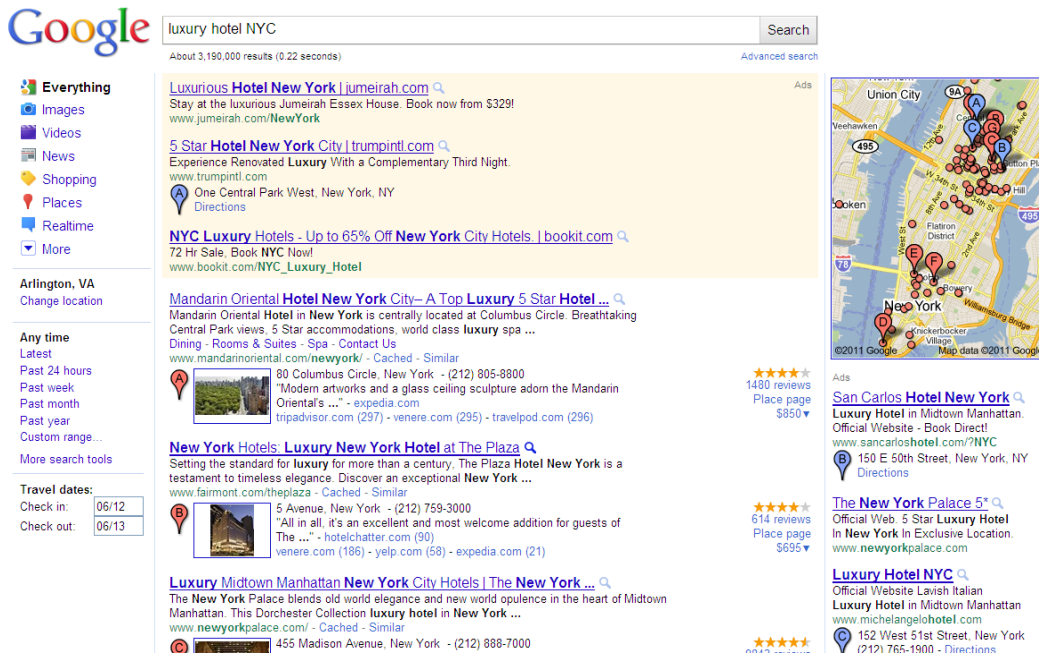 Google
luxury hotel NYC
Search
About 3,190,000 results (0.22 seconds)
Advanced search
Everything
Images
Videos
News
Shopping
Places
Realtime
More
Arlington, VA
Change location
Any time
Latest
Past 24 hours
Past week
Past month
Past year
Custom range...
More search tools
Travel dates:
Check in: 06/12
Check out: 06/13
Ads
Luxurious Hotel New York | jumeirah.com
Stay at the luxurious Jumeirah Essex House. Book now from $329!
www.jumeirah.com/NewYork
5 Star Hotel New York City | trumpintl.com
Experience Renovated Luxury With a Complementary Third Night.
www.trumpintl.com
A
One Central Park West, New York, NY
Directions
NYC Luxury Hotels - Up to 65% Off New York City Hotels. | bookit.com
72 Hr Sale, Book NYC Now!
www.bookit.com/NYC_Luxury_Hotel
Mandarin Oriental Hotel New York City– A Top Luxury 5 Star Hotel ...
Mandarin Oriental Hotel in New York is centrally located at Columbus Circle. Breathtaking
Central Park views, 5 Star accommodations, world class luxury spa ...
Dining - Rooms & Suites - Spa - Contact Us
www.mandarinoriental.com/newyork/ - Cached - Similar
A
80 Columbus Circle, New York - (212) 805-8800
"Modern artworks and a glass ceiling sculpture adorn the Mandarin
Oriental's ..." - expedia.com
tripadvisor.com (297) - venere.com (295) - travelpod.com (296)
1480 reviews
Place page
$850▼
New York Hotels: Luxury New York Hotel at The Plaza
Setting the standard for luxury for more than a century, The Plaza Hotel New York is a
testament to timeless elegance. Discover an exceptional New York ...
www.fairmont.com/theplaza - Cached - Similar
B
5 Avenue, New York - (212) 759-3000
"All in all, it's an excellent and most welcome addition for guests of
The ..." - hotelchatter.com (90)
venere.com (186) - yelp.com (58) - expedia.com (21)
614 reviews
Place page
$695▼
Luxury Midtown Manhattan New York City Hotels | The New York ...
The New York Palace blends old world elegance and new world opulence in the heart of Midtown
Manhattan. This Dorchester Collection luxury hotel in New York ...
www.newyorkpalace.com/ - Cached - Similar
C
455 Madison Avenue, New York - (212) 888-7000
Union City
9A
A
B
C
G
C
B
Weehawken
12th Ave
495
Sutton Pl
W 34th St
34th St
Hill
8th Ave
495
Flatiron
District
2nd Ave
West St
78
E
F
Bowery
New York
Williamsburg Bridge
D
Knickerbocker
Village
©2011 Google
Map data ©2011 Google
Ads
San Carlos Hotel New York
Luxury Hotel in Midtown Manhattan.
Official Website - Book Direct!
www.sancarloshotel.com/?NYC
B
150 E 50th Street, New York, NY
Directions
The New York Palace 5*
Official Web. 5 Star Luxury Hotel
In New York In Exclusive Location.
www.newyorkpalace.com
Luxury Hotel NYC
Official Website Lavish Italian
Luxury Hotel in Midtown Manhattan
www.michelangelohotel.com
C
152 West 51st Street, New York
(212) 765-1900 - Directions